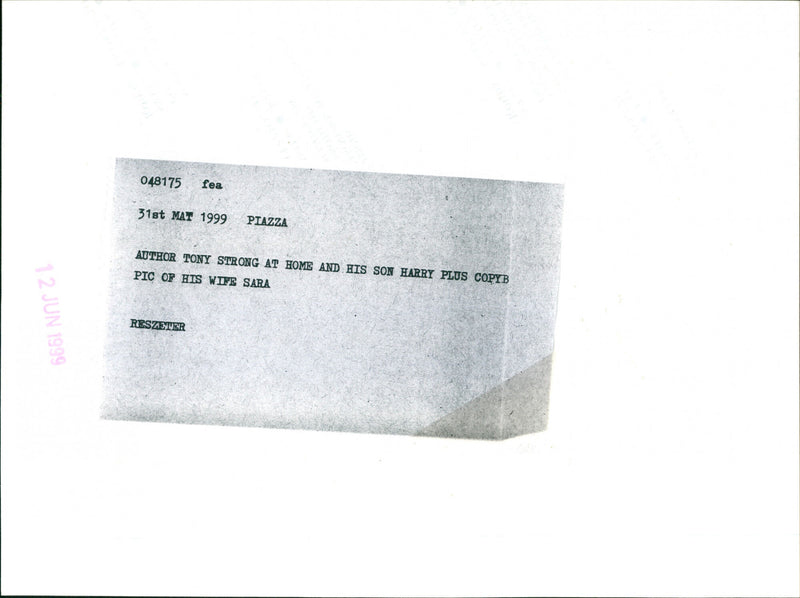 048175 fea
31st MAT 1999 PIAZZA
AUTHOR TONY STRONG AT HOME AND HIS SON HARRY PLUS COPYB
PIC OF HIS WIFE SARA
RESZETER
12 JUN 1999